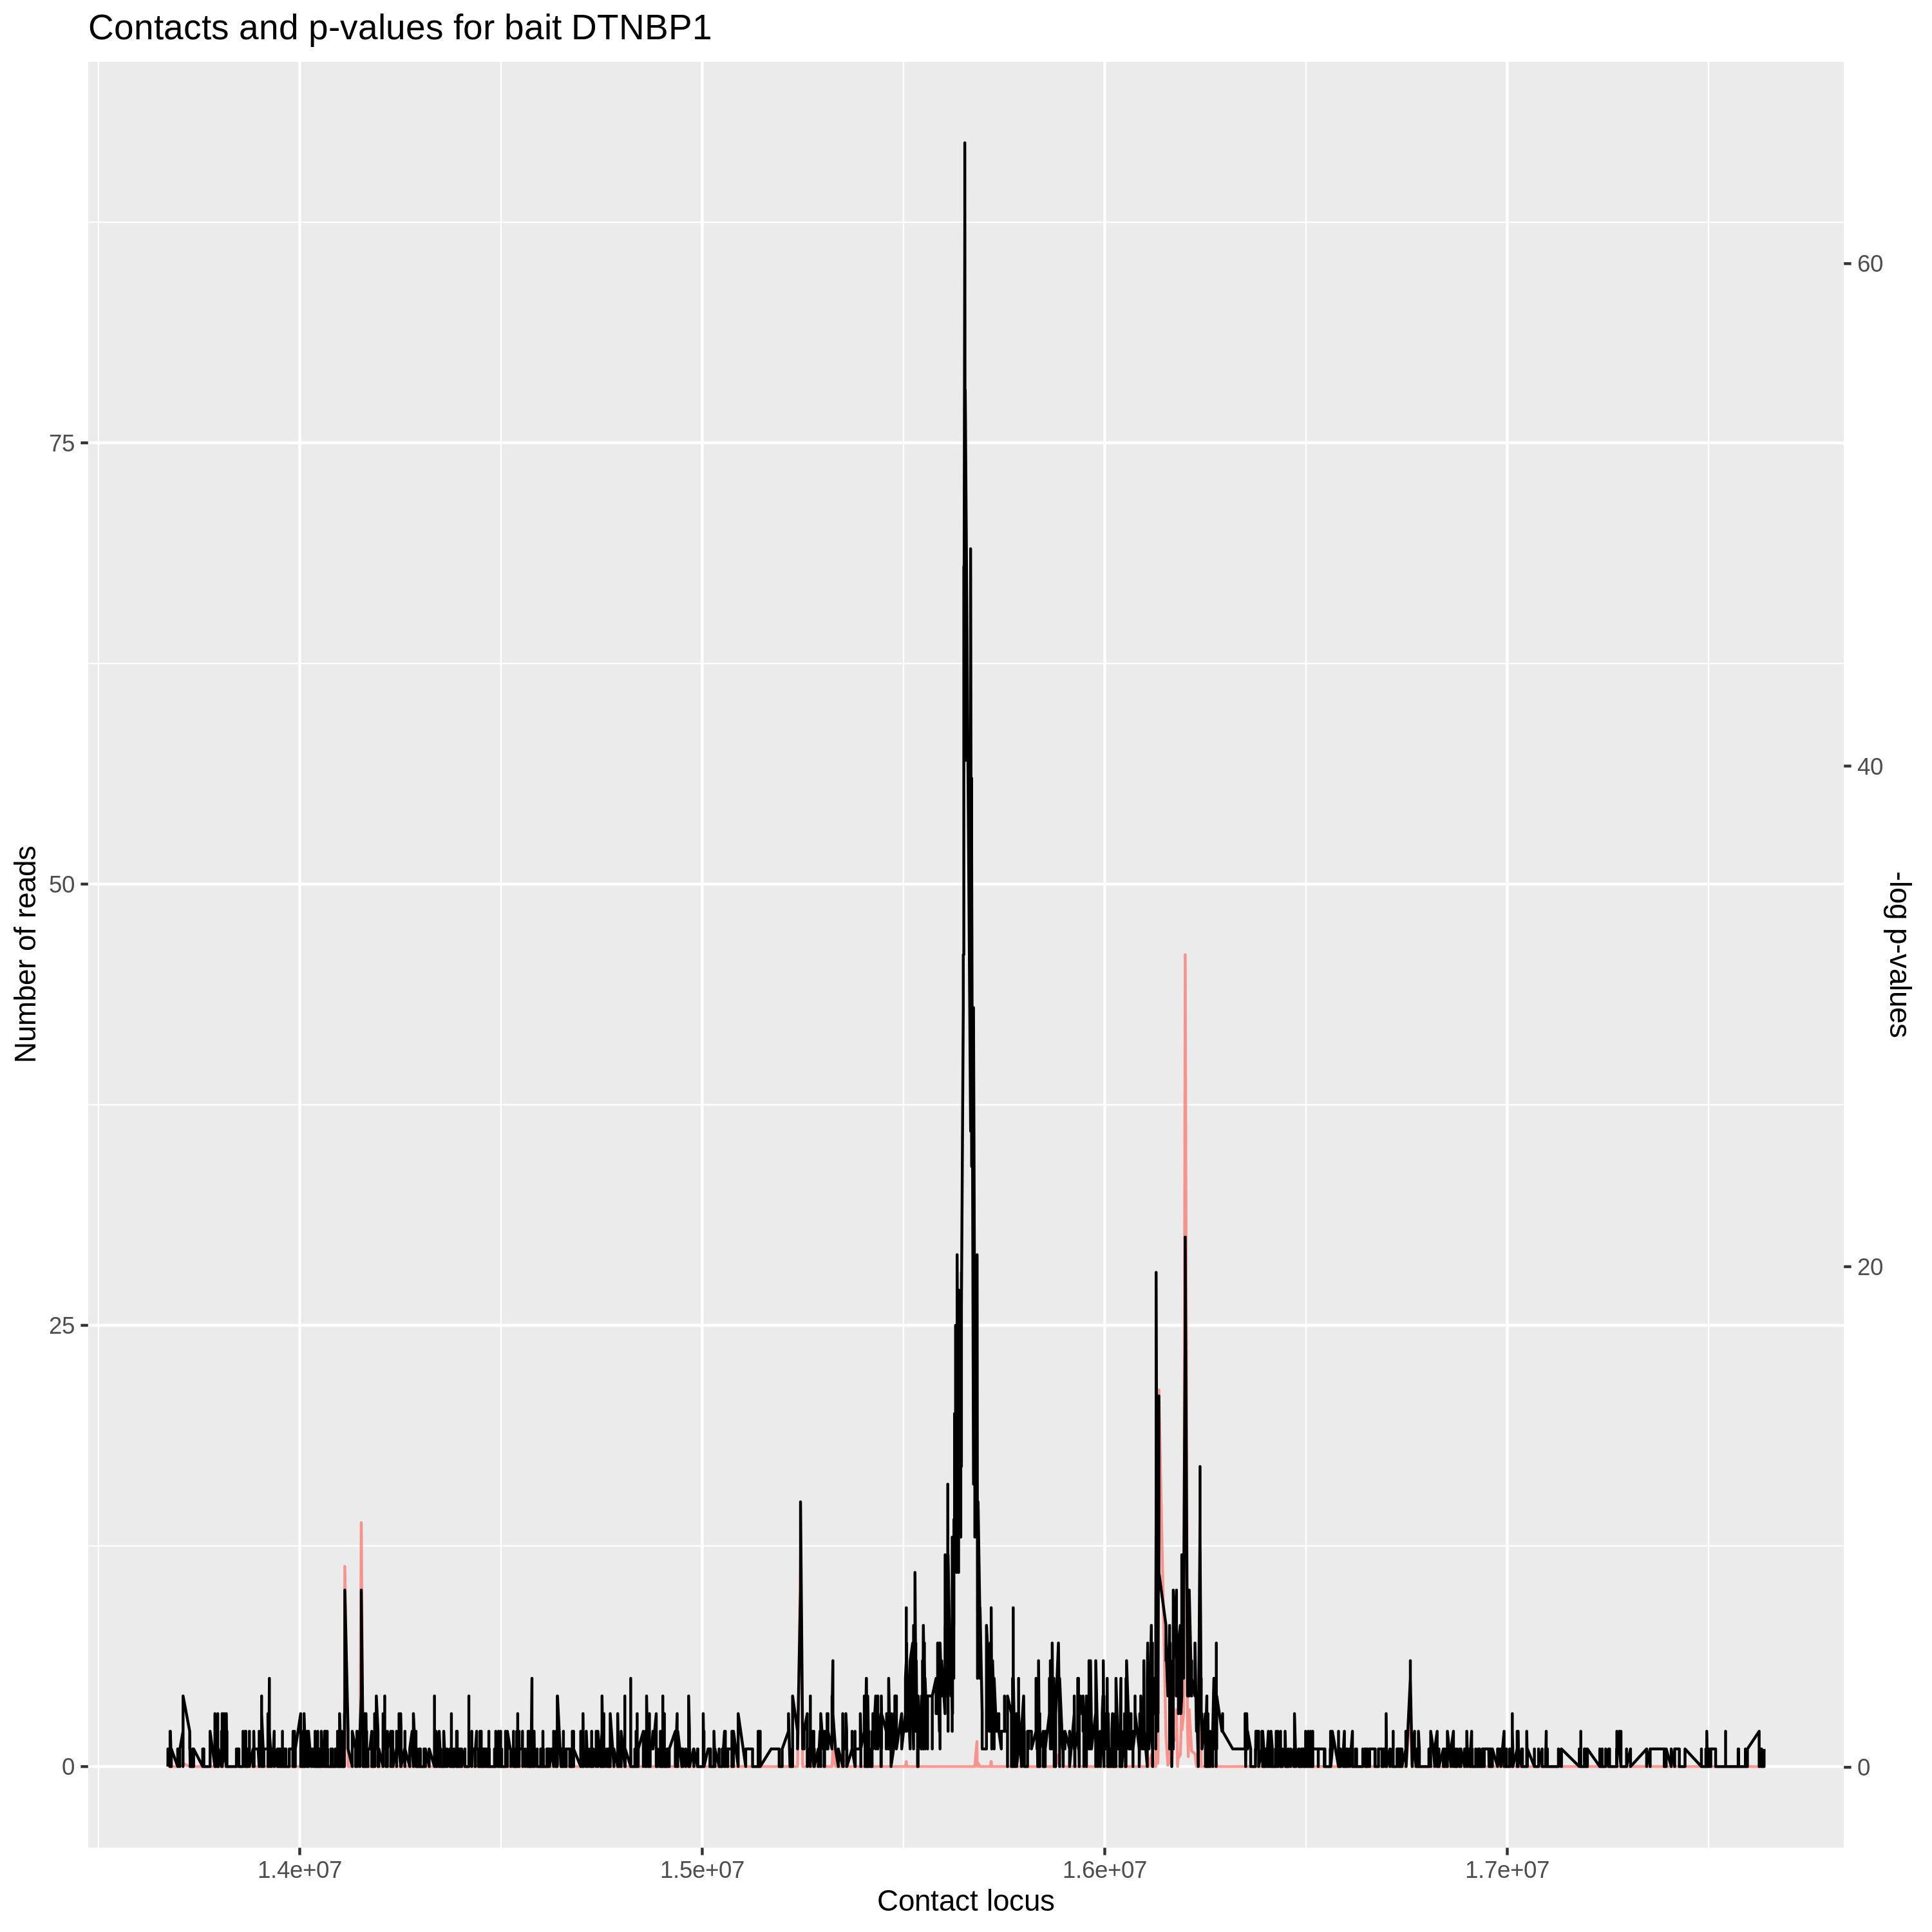 Contacts and p-values for bait DTNBP1
Number of reads
75
50
25
0
60
40
20
0
-log p-values
1.4e+07
1.5e+07
1.6e+07
1.7e+07
Contact locus